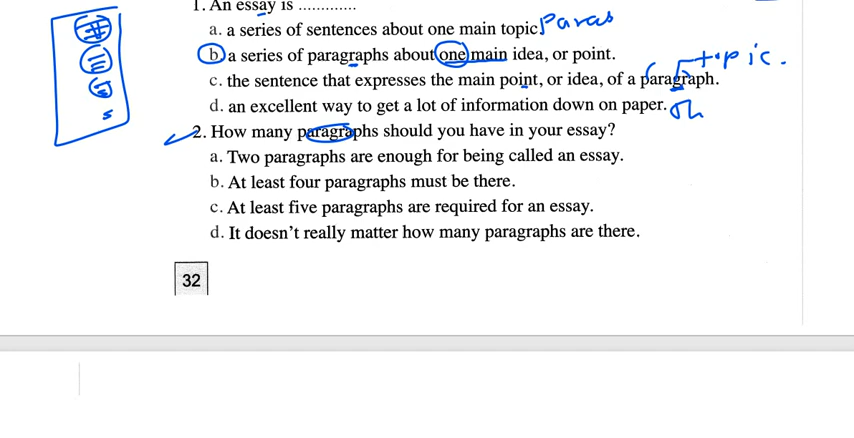 1. An essay is .............
a. a series of sentences about one main topic. Paras
b. a series of paragraphs about one main idea, or point.
topic.
c. the sentence that expresses the main point, or idea, of a paragraph.
d. an excellent way to get a lot of information down on paper.
2. How many paragraphs should you have in your essay?
a. Two paragraphs are enough for being called an essay.
b. At least four paragraphs must be there.
c. At least five paragraphs are required for an essay.
d. It doesn't really matter how many paragraphs are there.
32